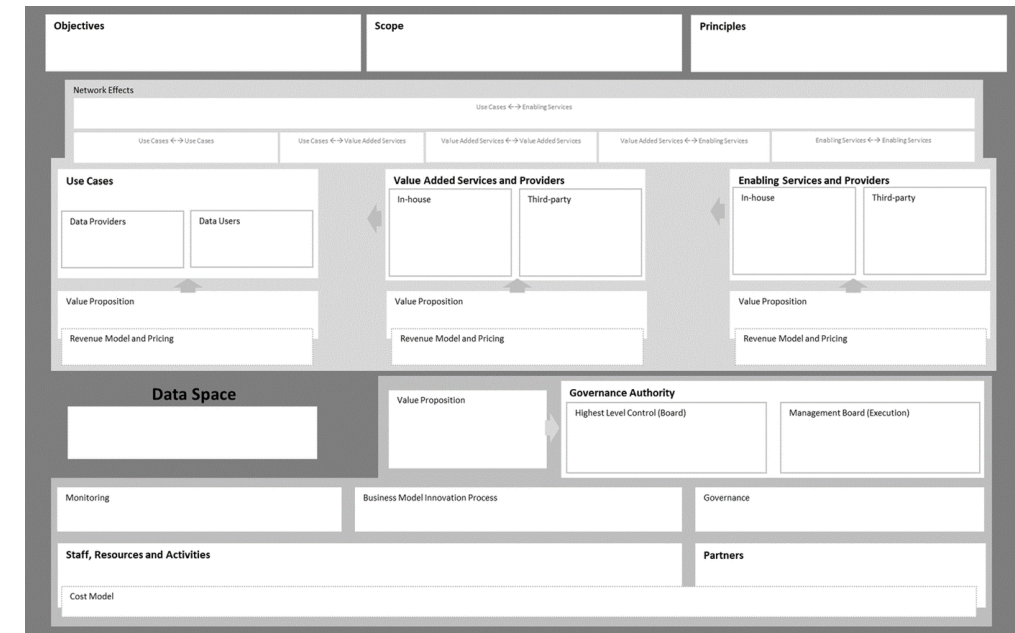 Objectives
Scope
Principles
Network Effects
Use Cases ←→ Enabling Services
Use Cases ←→ Use Cases
Use Cases ←→ Value Added Services
Value Added Services ←→ Value Added Services
Value Added Services ←→ Enabling Services
Enabling Services ←→ Enabling Services
Use Cases
Data Providers
Data Users
Value Added Services and Providers
In-house
Third-party
Enabling Services and Providers
In-house
Third-party
Value Proposition
Revenue Model and Pricing
Value Proposition
Revenue Model and Pricing
Value Proposition
Revenue Model and Pricing
Data Space
Value Proposition
Governance Authority
Highest Level Control (Board)
Management Board (Execution)
Monitoring
Business Model Innovation Process
Governance
Staff, Resources and Activities
Partners
Cost Model